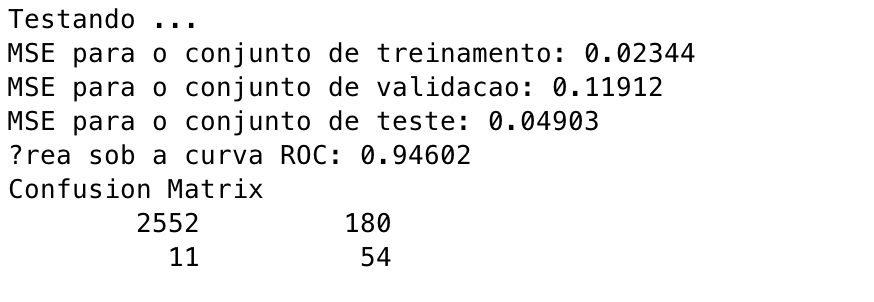 Testando ...
MSE para o conjunto de treinamento: 0.02344
MSE para o conjunto de validacao: 0.11912
MSE para o conjunto de teste: 0.04903
?rea sob a curva ROC: 0.94602
Confusion Matrix
2552 180
11 54